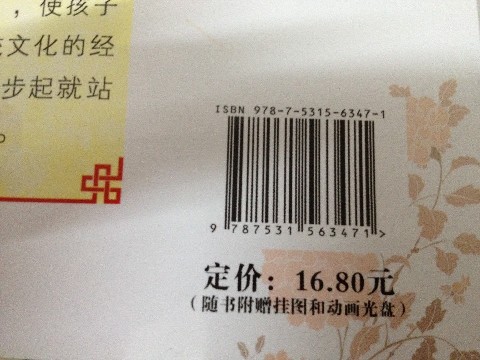 ，使孩子
文化的经
步起就站
。
ISBN 978-7-5315-6347-1
9 787531 563471 >
定价：16.80元
（随书附赠挂图和动画光盘）